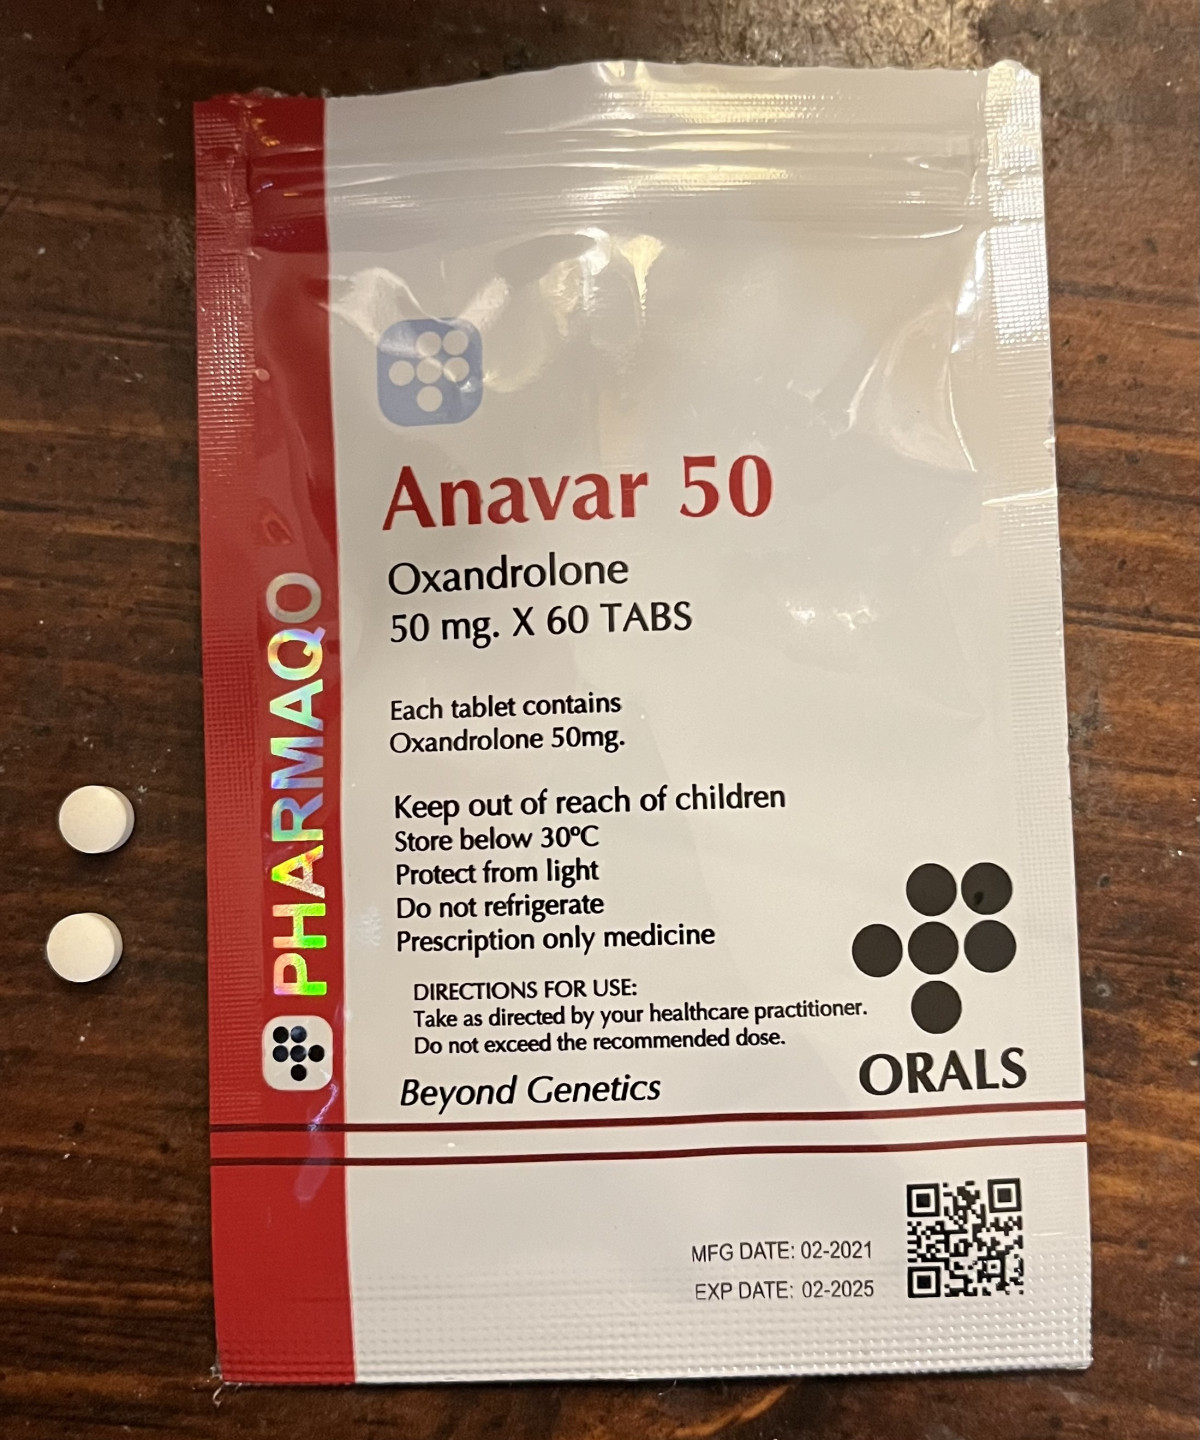 PHARMAQO
Anavar 50
Oxandrolone
50 mg. X 60 TABS
Each tablet contains
Oxandrolone 50mg.
Keep out of reach of children
Store below 30ºC
Protect from light
Do not refrigerate
Prescription only medicine
DIRECTIONS FOR USE:
Take as directed by your healthcare practitioner.
Do not exceed the recommended dose.
Beyond Genetics
ORALS
MFG DATE: 02-2021
EXP DATE: 02-2025